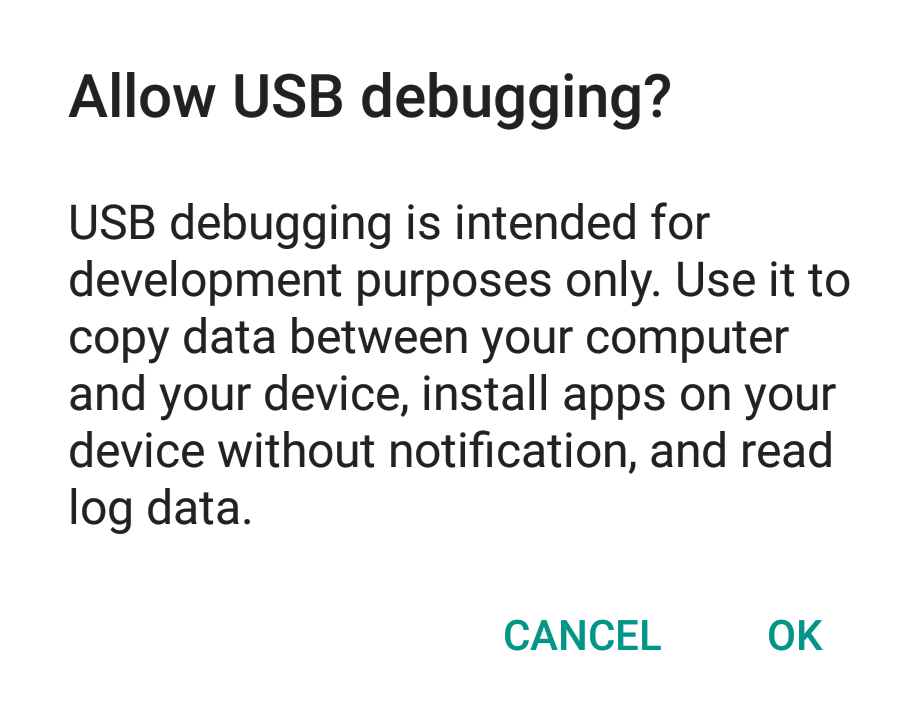 Allow USB debugging?
USB debugging is intended for
development purposes only. Use it to
copy data between your computer
and your device, install apps on your
device without notification, and read
log data.
CANCEL OK